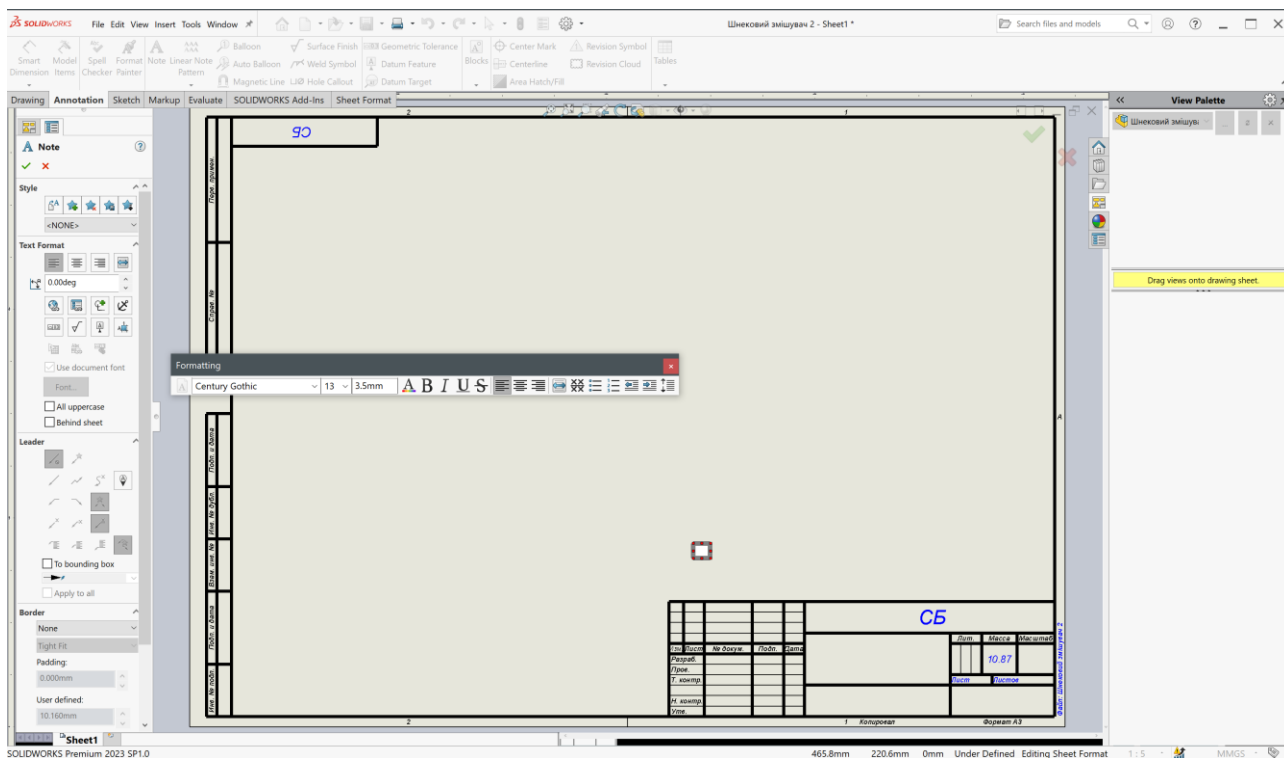 SOLIDWORKS File Edit View Insert Tools Window
Шнековий змішувач 2 - Sheet1 *
Search files and models
Smart Dimension
Model Items
Spell Checker
Format Painter
Note
Linear Note Pattern
Balloon
Auto Balloon
Magnetic Line
Surface Finish
Weld Symbol
Hole Callout
Geometric Tolerance
Datum Feature
Datum Target
Blocks
Center Mark
Centerline
Area Hatch/Fill
Revision Symbol
Revision Cloud
Tables
Drawing Annotation Sketch Markup Evaluate SOLIDWORKS Add-Ins Sheet Format
View Palette
Шнековий змішув
Drag views onto drawing sheet.
Note
Style
<NONE>
Text Format
0.00deg
Use document font
Font...
All uppercase
Behind sheet
Leader
To bounding box
Apply to all
Border
None
Tight Fit
Padding:
0.000mm
User defined:
10.160mm
Formatting
Century Gothic 13 3.5mm
2 1
СБ
Перв. примен.
Справ. №
Подп. и дата
Инв. № дубл.
Взам. инв. №
Подп. и дата
Инв. № подл.
A
СБ
Лит. Масса Масштаб
10.87
Лист Листов
Изм Лист № докум. Подп. Дата
Разраб.
Пров.
Т. контр.
Н. контр.
Утв.
Файл: Шнековий змішувач 2
2 1 Копировал Формат А3
Sheet1
SOLIDWORKS Premium 2023 SP1.0
465.8mm 220.6mm 0mm Under Defined Editing Sheet Format 1 : 5 MMGS